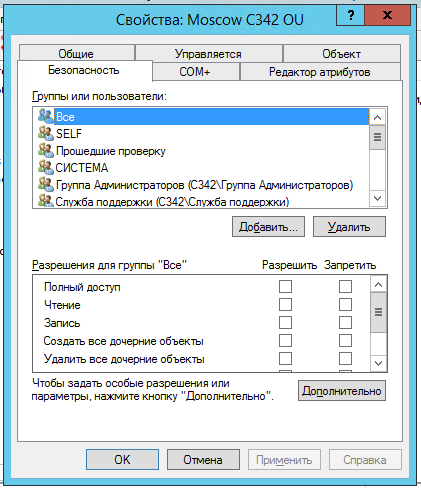 Свойства: Moscow C342 OU
Общие
Управляется
Объект
Безопасность
COM+
Редактор атрибутов
Группы или пользователи:
Все
SELF
Прошедшие проверку
СИСТЕМА
Группа Администраторов (C342\Группа Администраторов)
Служба поддержки (C342\Служба поддержки)
Добавить...
Удалить
Разрешения для группы "Все"
Разрешить
Запретить
Полный доступ
Чтение
Запись
Создать все дочерние объекты
Удалить все дочерние объекты
Чтобы задать особые разрешения или
параметры, нажмите кнопку "Дополнительно".
Дополнительно
OK
Отмена
Применить
Справка